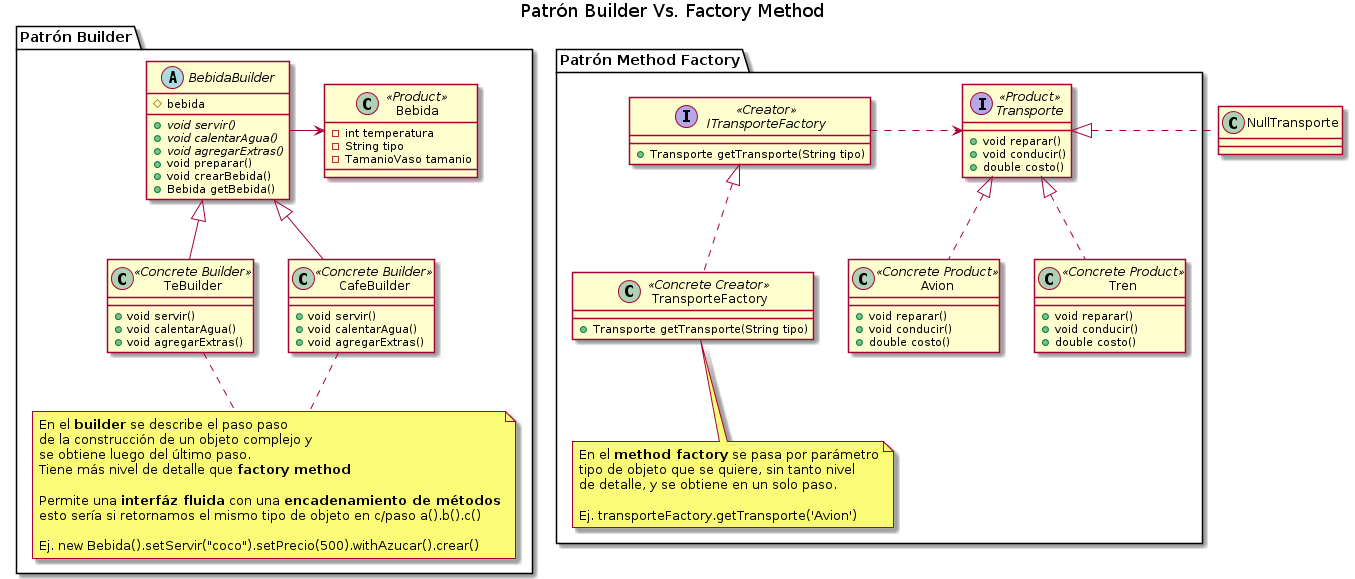 Patrón Builder Vs. Factory Method
Patrón Builder
A BebidaBuilder
bebida
void servir()
void calentarAgua()
void agregarExtras()
void preparar()
void crearBebida()
Bebida getBebida()
C «Product»
Bebida
int temperatura
String tipo
TamanioVaso tamanio
C «Concrete Builder»
TeBuilder
void servir()
void calentarAgua()
void agregarExtras()
C «Concrete Builder»
CafeBuilder
void servir()
void calentarAgua()
void agregarExtras()
En el builder se describe el paso paso
de la construcción de un objeto complejo y
se obtiene luego del último paso.
Tiene más nivel de detalle que factory method
Permite una interfáz fluida con una encadenamiento de métodos
esto sería si retornamos el mismo tipo de objeto en c/paso a().b().c()
Ej. new Bebida().setServir("coco").setPrecio(500).withAzucar().crear()
Patrón Method Factory
I «Creator»
ITransporteFactory
Transporte getTransporte(String tipo)
I «Product»
Transporte
void reparar()
void conducir()
double costo()
C NullTransporte
C «Concrete Creator»
TransporteFactory
Transporte getTransporte(String tipo)
C «Concrete Product»
Avion
void reparar()
void conducir()
double costo()
C «Concrete Product»
Tren
void reparar()
void conducir()
double costo()
En el method factory se pasa por parámetro
tipo de objeto que se quiere, sin tanto nivel
de detalle, y se obtiene en un solo paso.
Ej. transporteFactory.getTransporte('Avion')